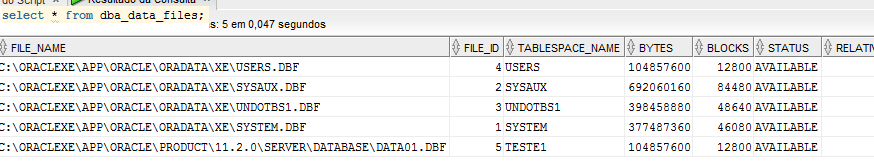 do Script
Resultado da Consulta
select * from dba_data_files;
as: 5 em 0,047 segundos
FILE_NAME FILE_ID TABLESPACE_NAME BYTES BLOCKS STATUS RELATIV
C:\ORACLEXE\APP\ORACLE\ORADATA\XE\USERS.DBF 4 USERS 104857600 12800 AVAILABLE
C:\ORACLEXE\APP\ORACLE\ORADATA\XE\SYSAUX.DBF 2 SYSAUX 692060160 84480 AVAILABLE
C:\ORACLEXE\APP\ORACLE\ORADATA\XE\UNDOTBS1.DBF 3 UNDOTBS1 398458880 48640 AVAILABLE
C:\ORACLEXE\APP\ORACLE\ORADATA\XE\SYSTEM.DBF 1 SYSTEM 377487360 46080 AVAILABLE
C:\ORACLEXE\APP\ORACLE\PRODUCT\11.2.0\SERVER\DATABASE\DATA01.DBF 5 TESTE1 104857600 12800 AVAILABLE